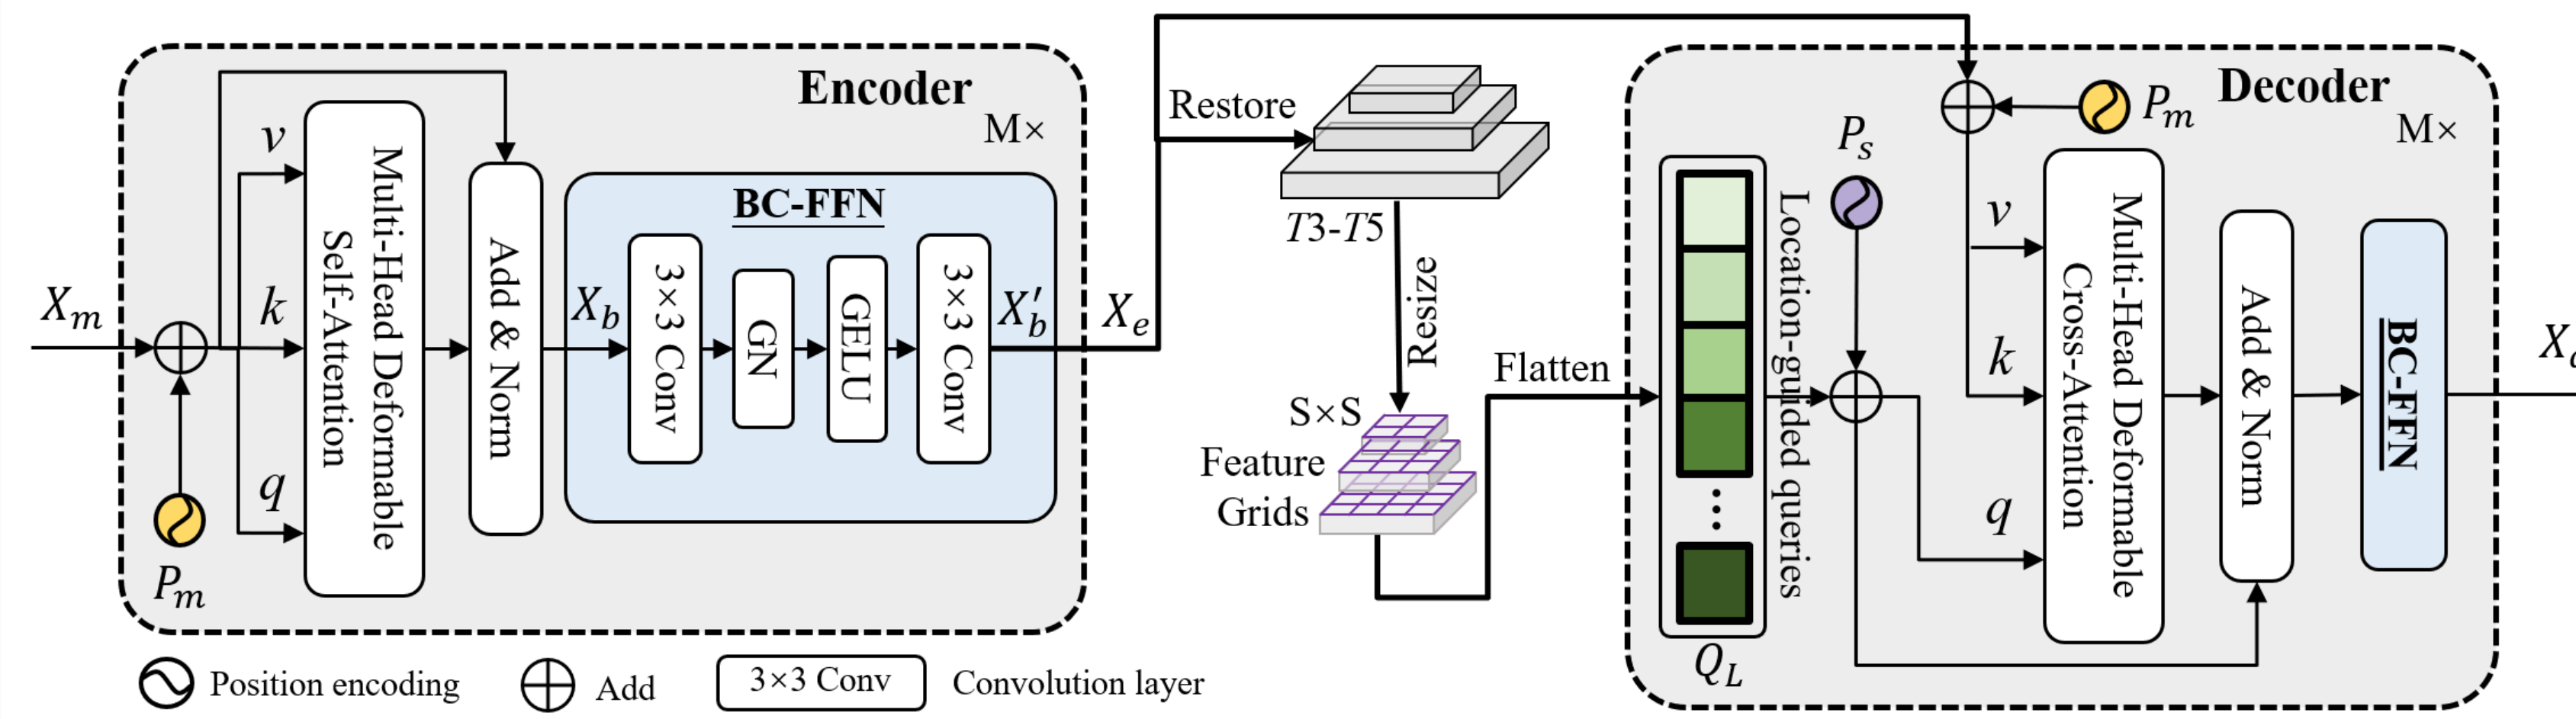 Encoder
M×
v
k
q
X_m
P_m
Multi-Head Deformable
Self-Attention
Add & Norm
BC-FFN
X_b
3×3 Conv
GN
GELU
3×3 Conv
X'_b
X_e
Restore
T3-T5
Resize
S×S
Feature
Grids
Flatten
Decoder
M×
P_m
P_s
Location-guided queries
Q_L
v
k
q
Multi-Head Deformable
Cross-Attention
Add & Norm
BC-FFN
X
Position encoding
Add
3×3 Conv
Convolution layer